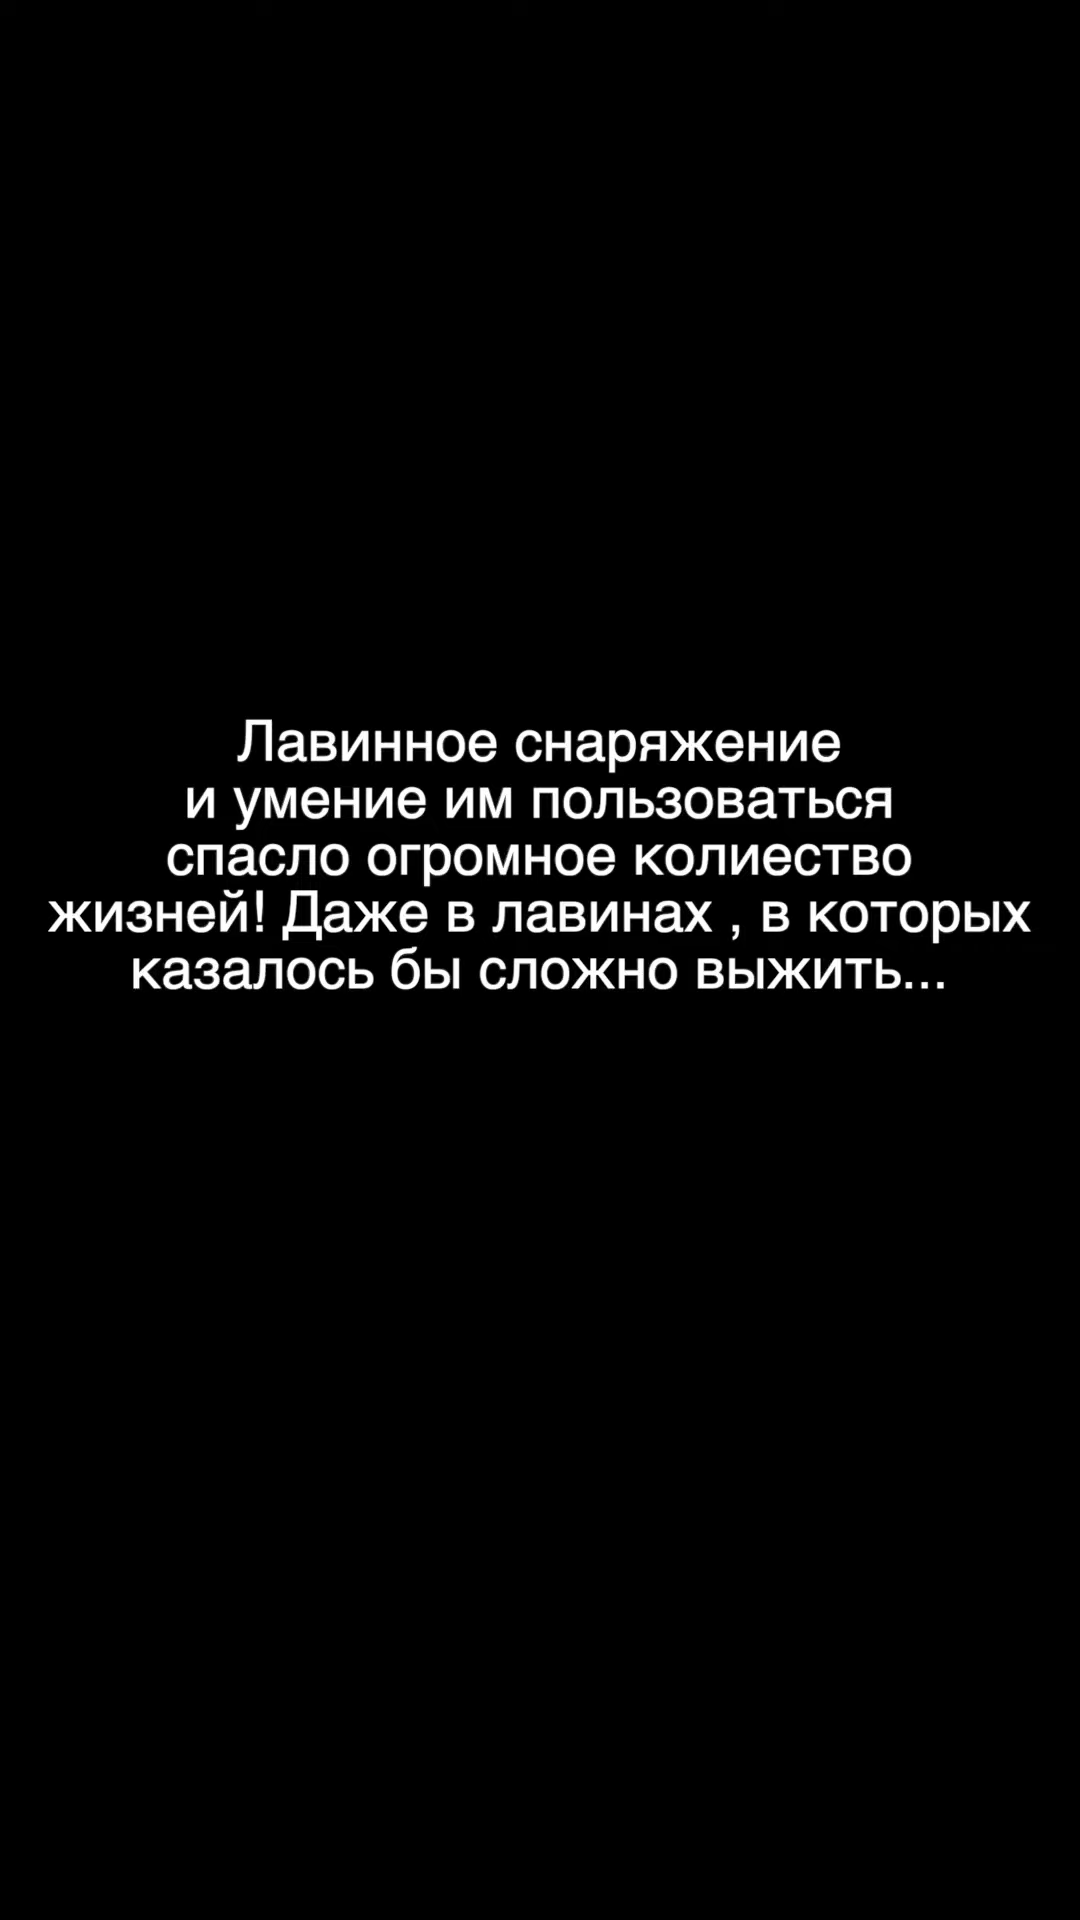 Лавинное снаряжение
и умение им пользоваться
спасло огромное колиество
жизней! Даже в лавинах , в которых
казалось бы сложно выжить...